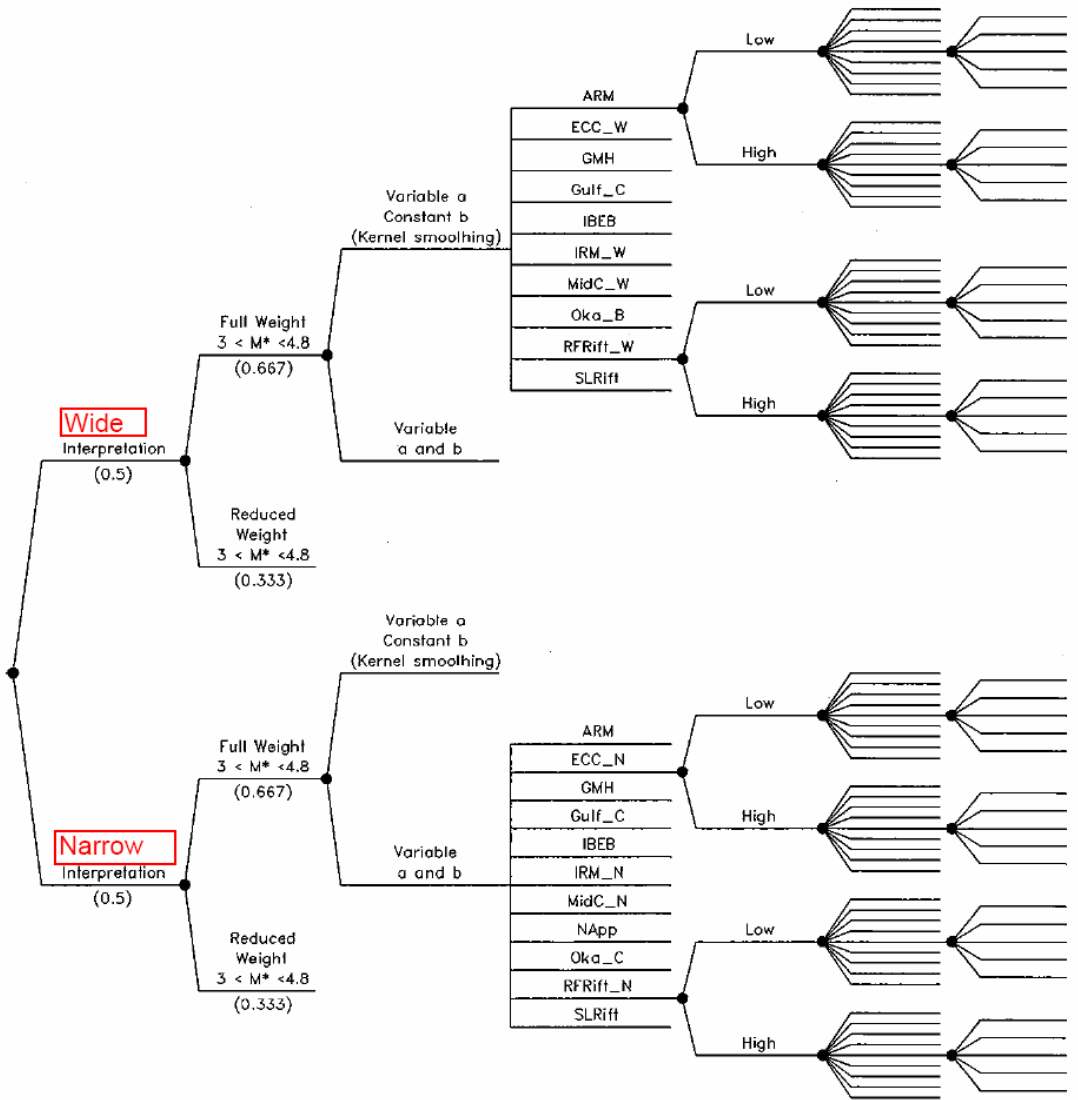 Low
ARM
ECC_W
GMH
High
Gulf_C
Variable a
Constant b
(Kernel smoolhing)
IBEB
IRM_W
MidC_W
Low
Oka_B
Full Weight
3 < M* <4.8
(0.667)
RFRift_W
SLRift
High
Wide
Interpretation
(0.5)
Variable
a and b
Reduced
Weight
3 < M* <4.8
(0.333)
Variable a
Constant b
(Kernel smoothing)
Low
ARM
ECC_N
GMH
Full Weight
3 < M* <4.8
(0.667)
Gulf_C
High
IBEB
Variable
a and b
IRM_N
MidC_N
Narrow
Interpretation
(0.5)
NApp
Low
Oka_C
RFRift_N
SLRift
Reduced
Weight
3 < M* <4.8
(0.333)
High